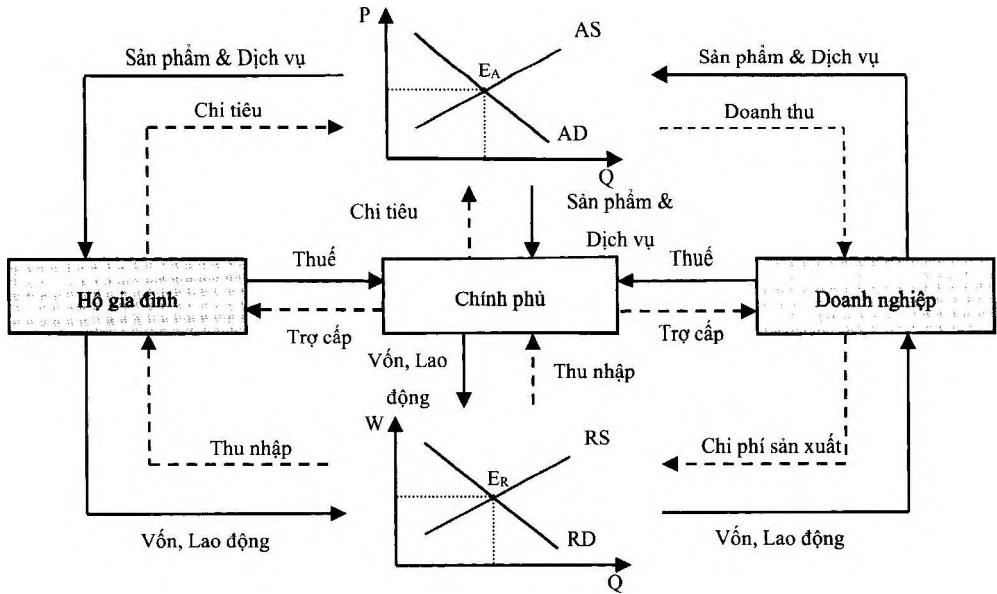 P
AS
Sản phẩm & Dịch vụ
Sản phẩm & Dịch vụ
E_A
Chi tiêu
Doanh thu
AD
Q
Chi tiêu
Sản phẩm &
Dịch vụ
Thuế
Thuế
Hộ gia đình
Chính phủ
Doanh nghiệp
Trợ cấp
Trợ cấp
Vốn, Lao
động
Thu nhập
W
RS
Thu nhập
Chi phí sản xuất
E_R
Vốn, Lao động
RD
Vốn, Lao động
Q